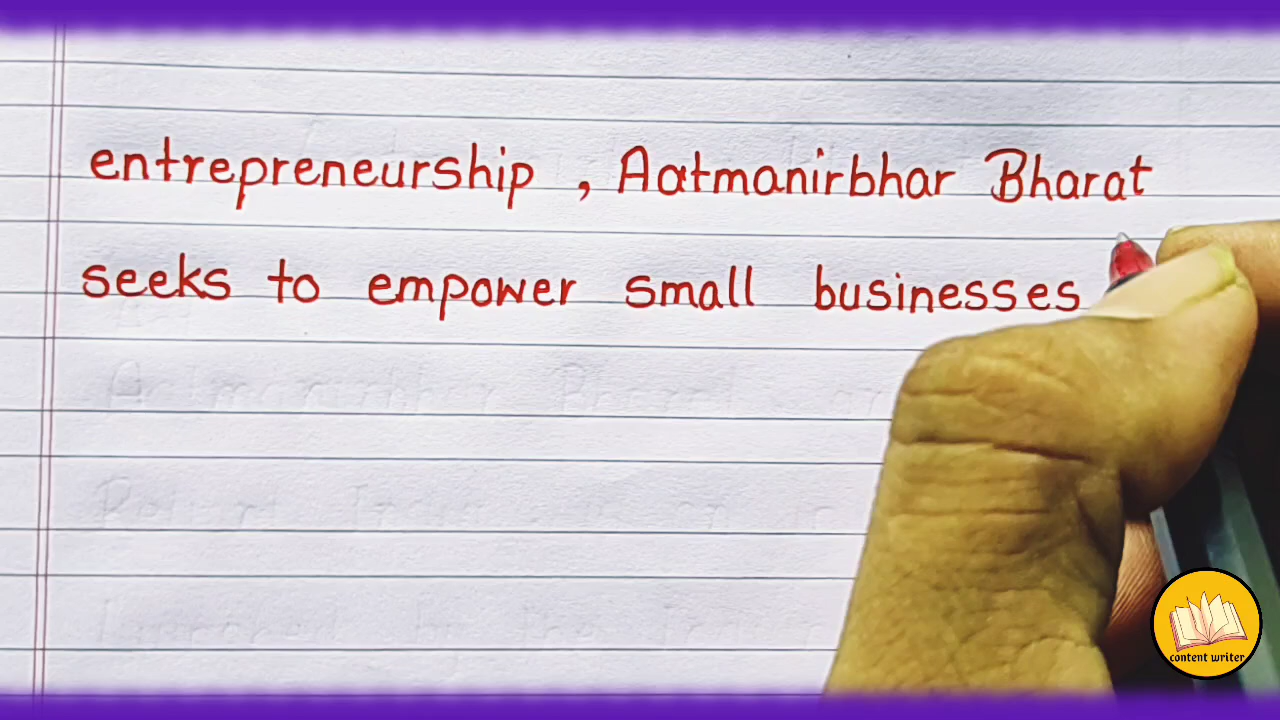 entrepreneurship , Aatmanirbhar Bharat
seeks to empower small businesses
content writer